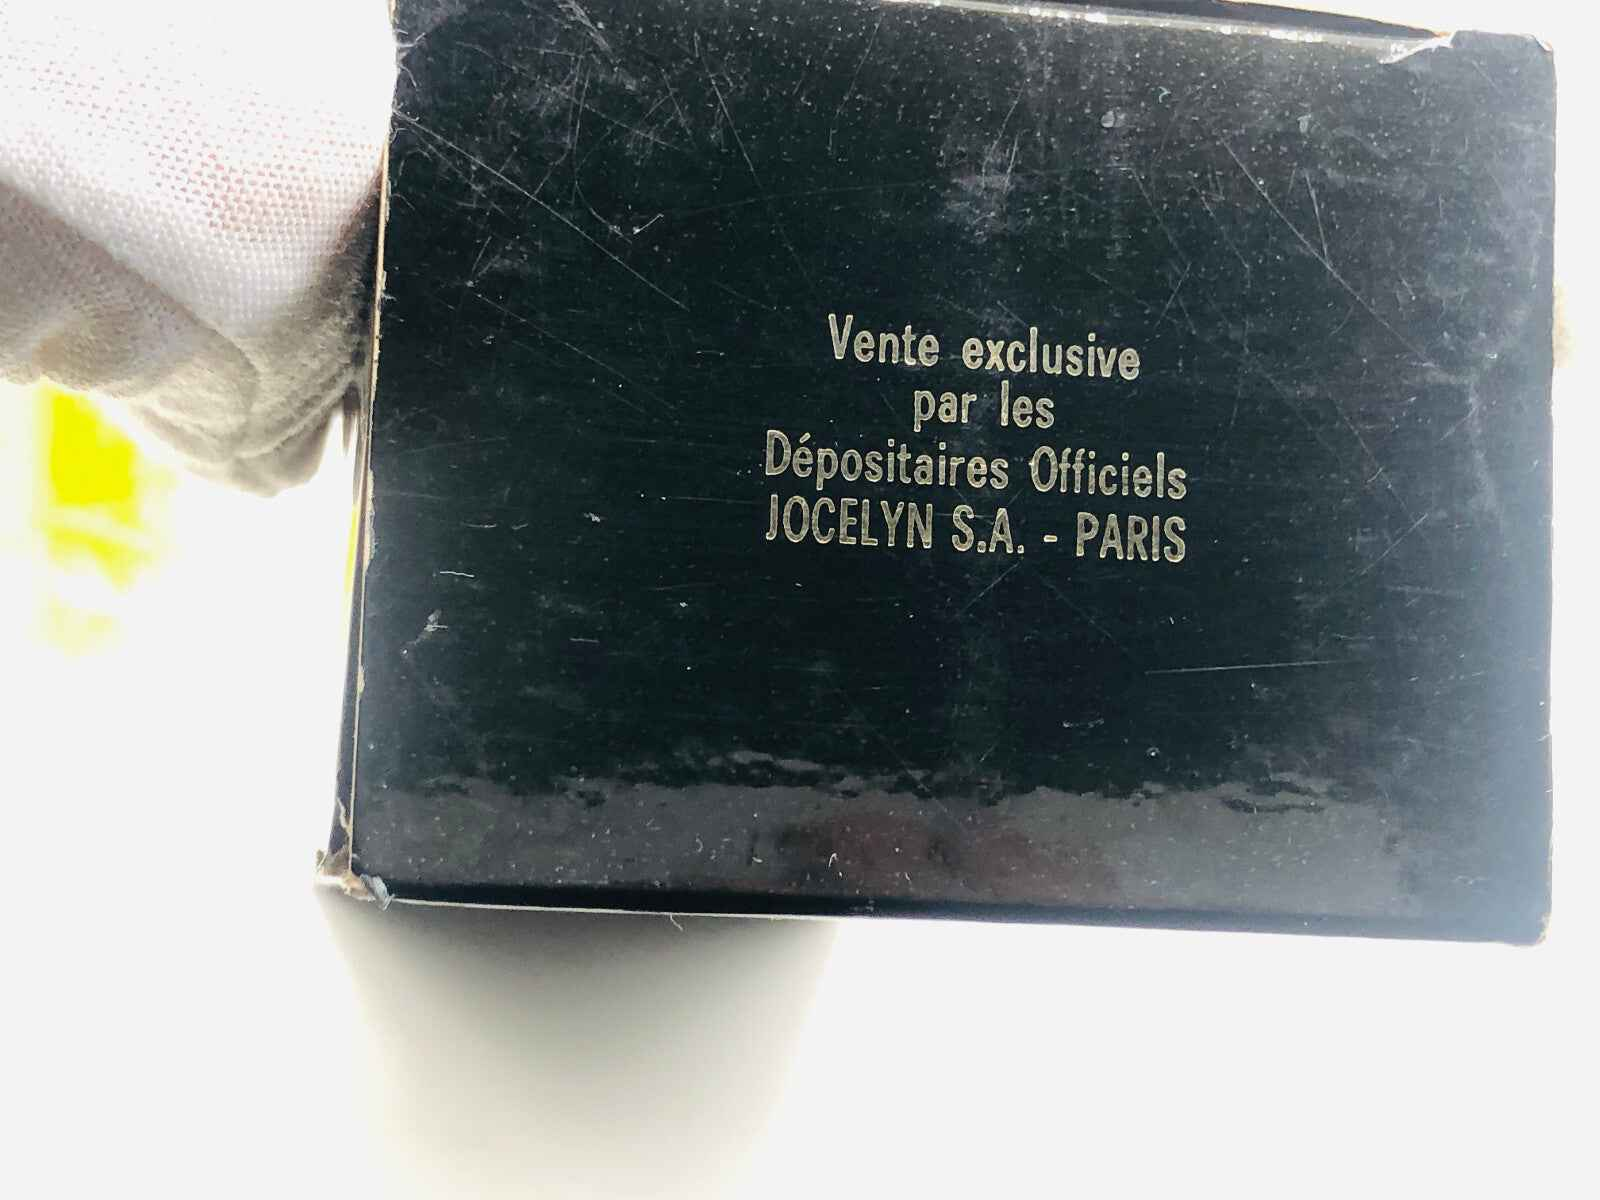 Vente exclusive
par les
Dépositaires Officiels
JOCELYN S.A. - PARIS